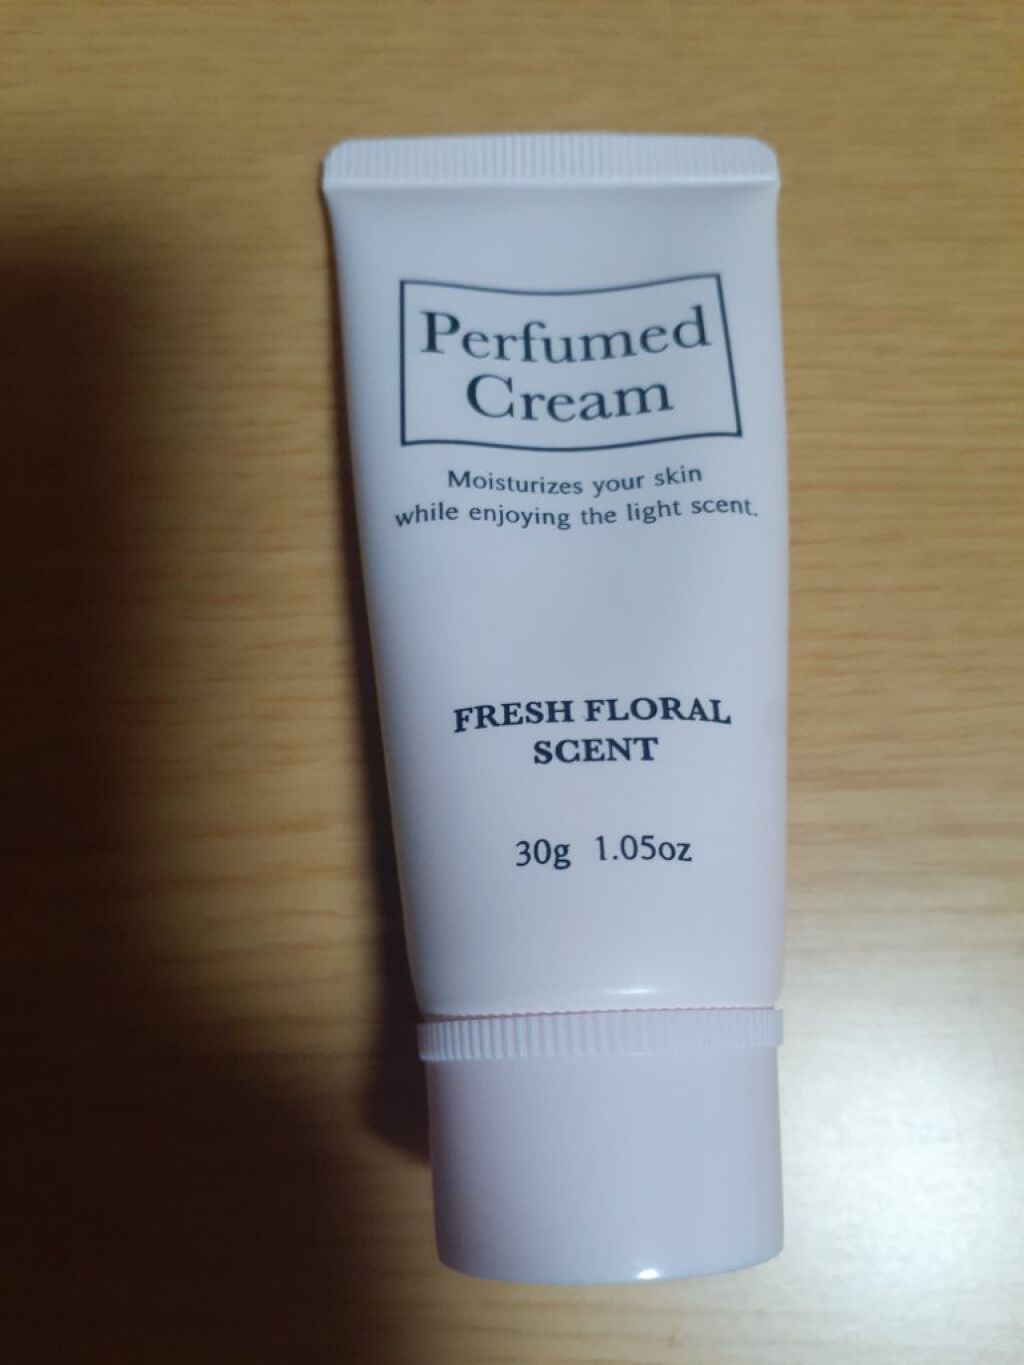 Perfumed
Cream
Moisturizes your skin
while enjoying the light scent.
FRESH FLORAL
SCENT
30g 1.05oz